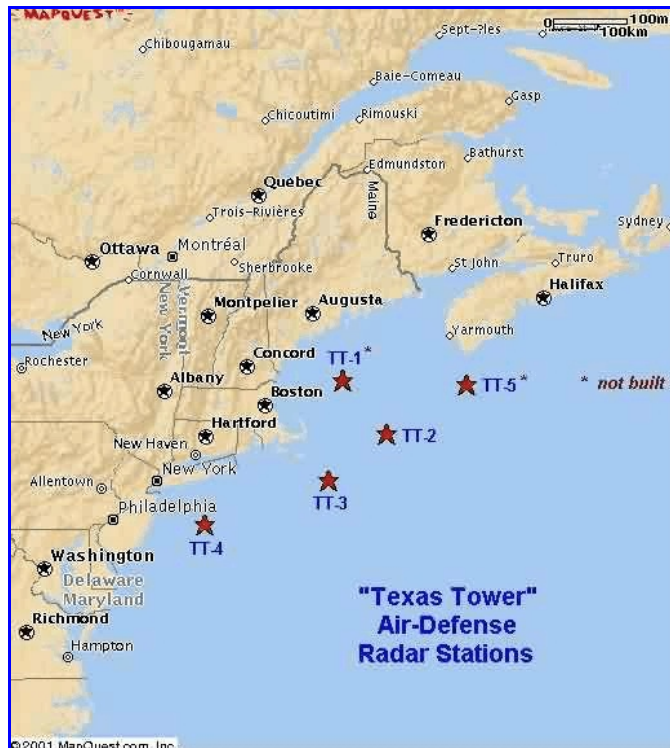 MAPQUEST
0 100m
100km
Sept-?les
Chibougamau
Baie-Comeau
Gasp
Chicoutimi
Rimouski
Bathurst
Edmundston
Québec
Maine
Trois-Rivières
Fredericton
Sydney
Ottawa
Montréal
Sherbrooke
St John
Truro
Cornwall
Halifax
Vermont
New York
Montpelier
Augusta
New York
Yarmouth
Rochester
Concord
TT-1*
Albany
Boston
TT-5*
* not built
Hartford
New Haven
TT-2
New York
Allentown
TT-3
Philadelphia
TT-4
Washington
Delaware
Maryland
"Texas Tower"
Air-Defense
Radar Stations
Richmond
Hampton
©2001 MapQuest.com, Inc.